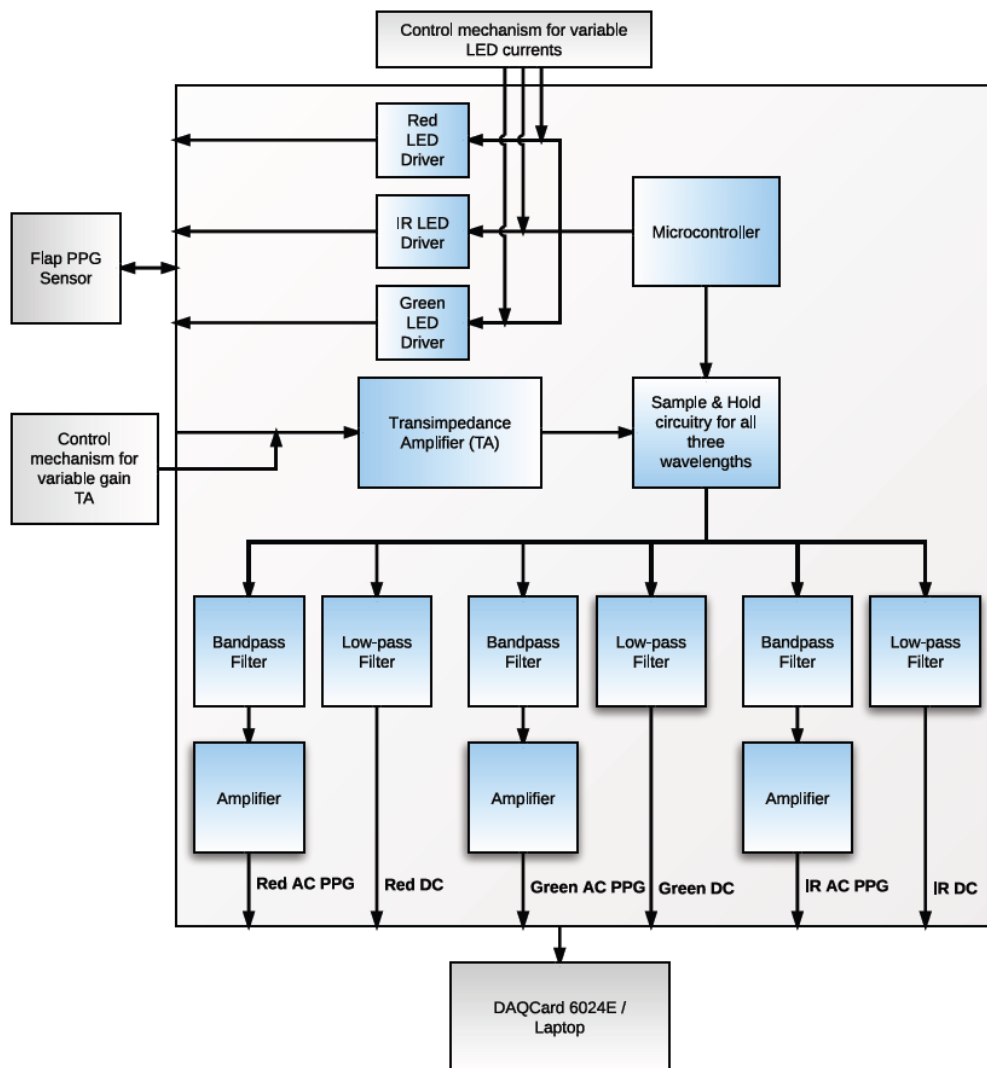 Control mechanism for variable
LED currents
Red
LED
Driver
IR LED
Driver
Microcontroller
Flap PPG
Sensor
Green
LED
Driver
Control
mechanism for
variable gain
TA
Transimpedance
Amplifier (TA)
Sample & Hold
circuitry for all
three
wavelengths
Bandpass
Filter
Low-pass
Filter
Bandpass
Filter
Low-pass
Filter
Bandpass
Filter
Low-pass
Filter
Amplifier
Amplifier
Amplifier
Red AC PPG
Red DC
Green AC PPG
Green DC
IR AC PPG
IR DC
DAQCard 6024E /
Laptop